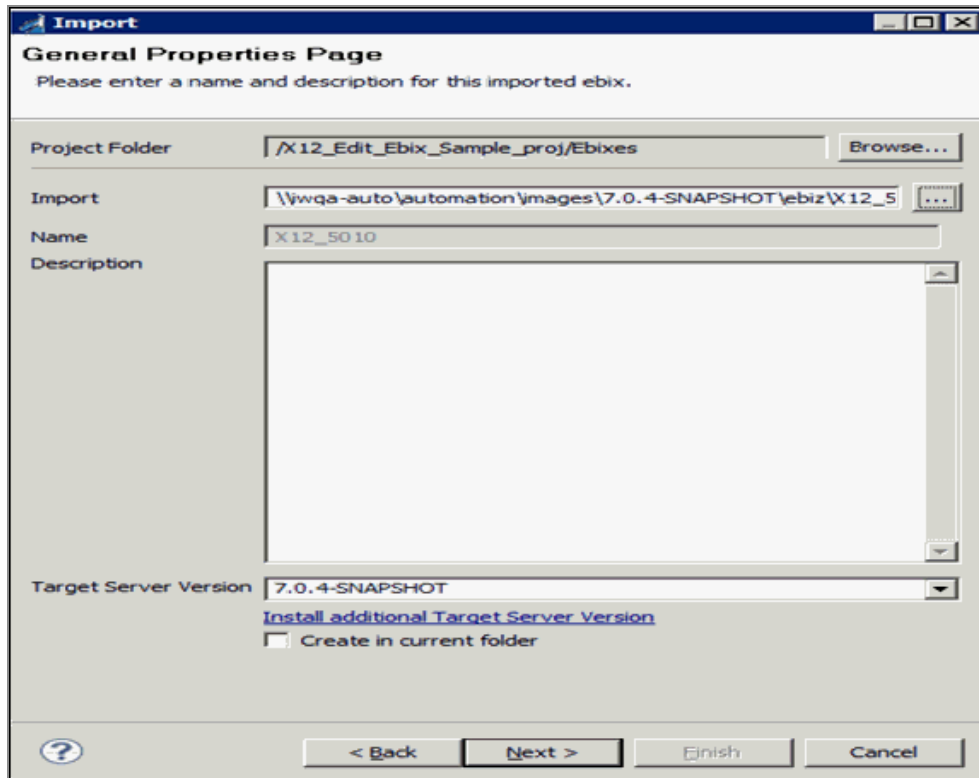 Import
General Properties Page
Please enter a name and description for this imported ebix.
Project Folder /X12_Edit_Ebix_Sample_proj/Ebixes Browse...
Import \\iwqa-auto\automation\images\7.0.4-SNAPSHOT\ebiz\X12_5 ...
Name X12_5010
Description
Target Server Version 7.0.4-SNAPSHOT
Install additional Target Server Version
Create in current folder
? < Back Next > Finish Cancel